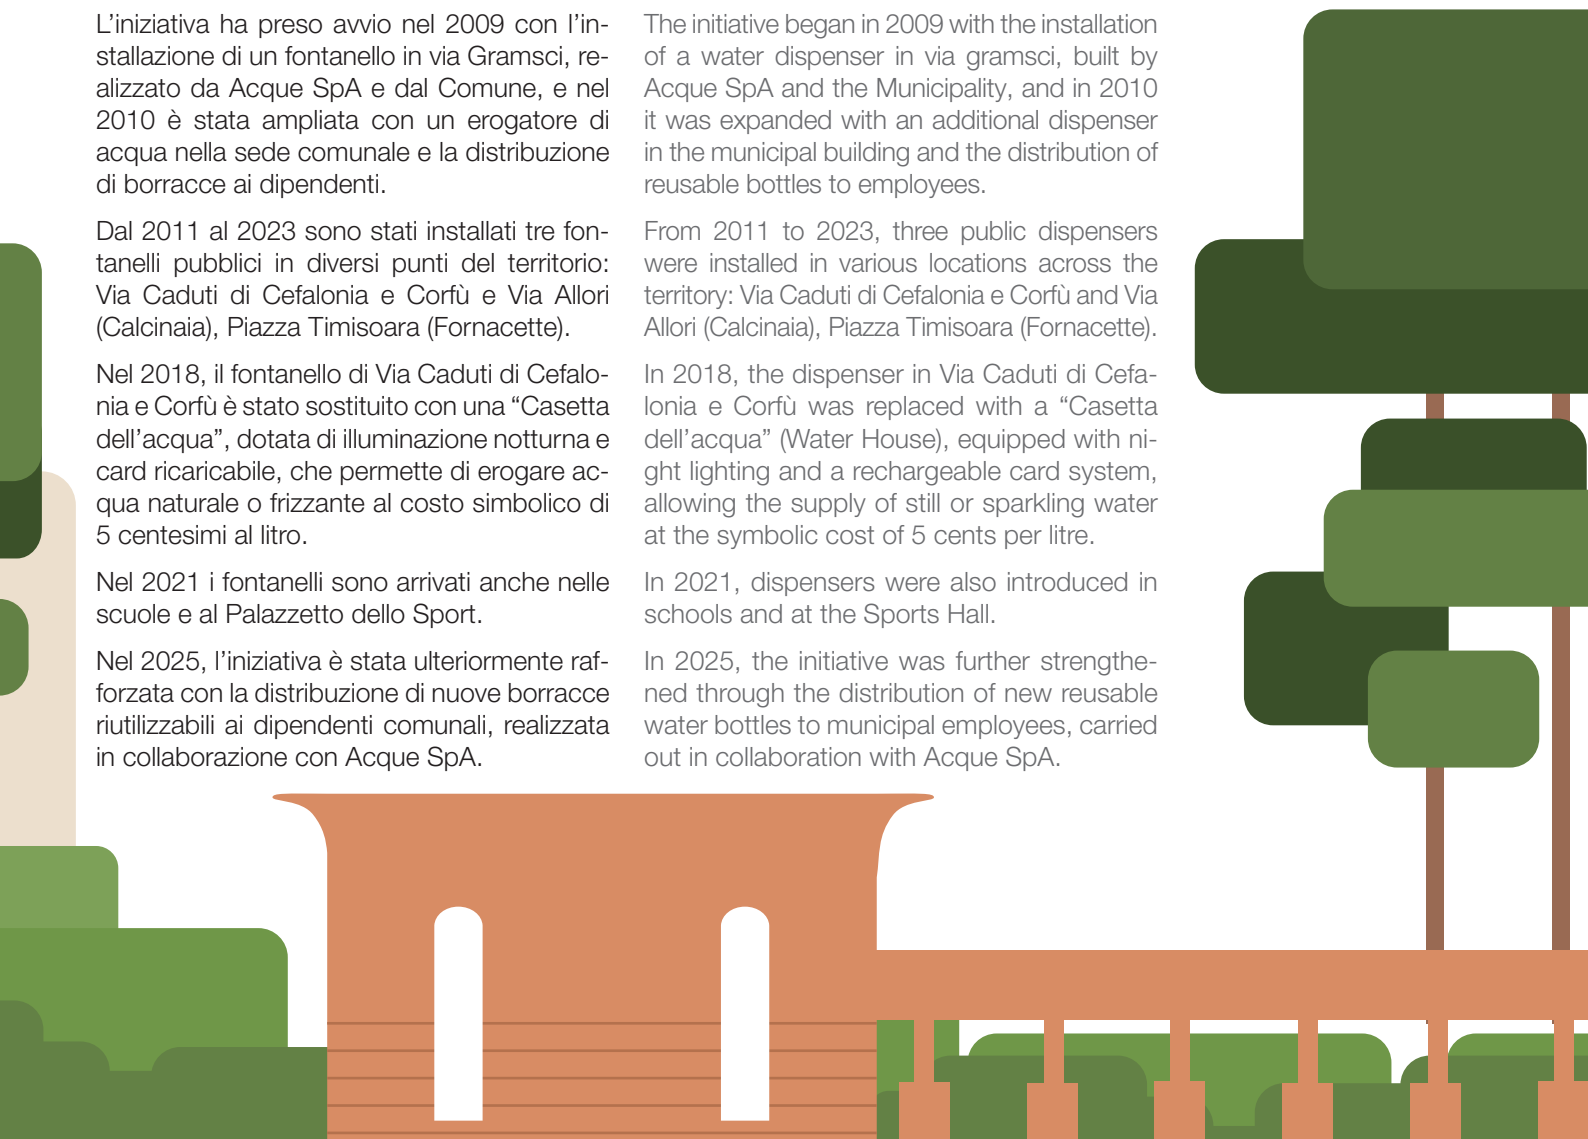 L’iniziativa ha preso avvio nel 2009 con l’in-
stallazione di un fontanello in via Gramsci, re-
alizzato da Acque SpA e dal Comune, e nel
2010 è stata ampliata con un erogatore di
acqua nella sede comunale e la distribuzione
di borracce ai dipendenti.
Dal 2011 al 2023 sono stati installati tre fon-
tanelli pubblici in diversi punti del territorio:
Via Caduti di Cefalonia e Corfù e Via Allori
(Calcinaia), Piazza Timisoara (Fornacette).
Nel 2018, il fontanello di Via Caduti di Cefalo-
nia e Corfù è stato sostituito con una “Casetta
dell’acqua”, dotata di illuminazione notturna e
card ricaricabile, che permette di erogare ac-
qua naturale o frizzante al costo simbolico di
5 centesimi al litro.
Nel 2021 i fontanelli sono arrivati anche nelle
scuole e al Palazzetto dello Sport.
Nel 2025, l’iniziativa è stata ulteriormente raf-
forzata con la distribuzione di nuove borracce
riutilizzabili ai dipendenti comunali, realizzata
in collaborazione con Acque SpA.
The initiative began in 2009 with the installation
of a water dispenser in via gramsci, built by
Acque SpA and the Municipality, and in 2010
it was expanded with an additional dispenser
in the municipal building and the distribution of
reusable bottles to employees.
From 2011 to 2023, three public dispensers
were installed in various locations across the
territory: Via Caduti di Cefalonia e Corfù and Via
Allori (Calcinaia), Piazza Timisoara (Fornacette).
In 2018, the dispenser in Via Caduti di Cefa-
lonia e Corfù was replaced with a “Casetta
dell’acqua” (Water House), equipped with ni-
ght lighting and a rechargeable card system,
allowing the supply of still or sparkling water
at the symbolic cost of 5 cents per litre.
In 2021, dispensers were also introduced in
schools and at the Sports Hall.
In 2025, the initiative was further strengthe-
ned through the distribution of new reusable
water bottles to municipal employees, carried
out in collaboration with Acque SpA.